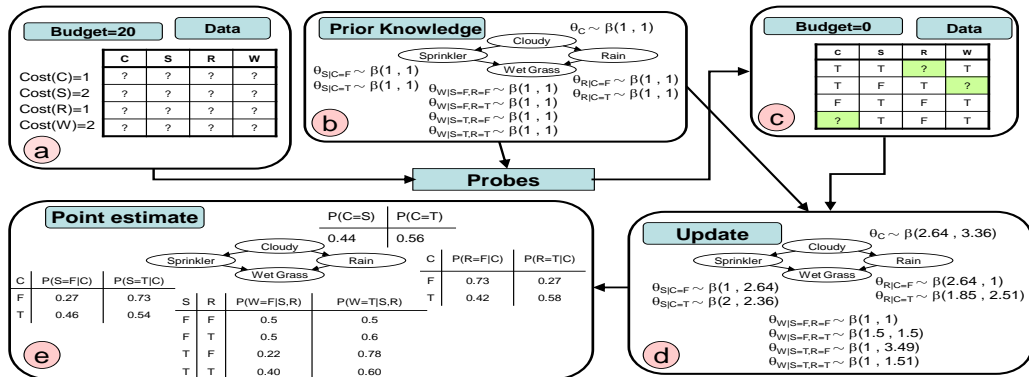 Budget=20 Data
C S R W
Cost(C)=1 ? ? ? ?
Cost(S)=2 ? ? ? ?
Cost(R)=1 ? ? ? ?
Cost(W)=2 ? ? ? ?
a
Prior Knowledge
θC ~ β(1 , 1)
Cloudy
Sprinkler Rain
Wet Grass
θS|C=F ~ β(1 , 1)
θS|C=T ~ β(1 , 1)
θR|C=F ~ β(1 , 1)
θR|C=T ~ β(1 , 1)
θW|S=F,R=F ~ β(1 , 1)
θW|S=F,R=T ~ β(1 , 1)
θW|S=T,R=F ~ β(1 , 1)
θW|S=T,R=T ~ β(1 , 1)
b
Budget=0 Data
C S R W
T T ? T
T F T ?
F T F T
? T F T
c
Probes
Point estimate
P(C=S) P(C=T)
0.44 0.56
Cloudy
Sprinkler Rain
Wet Grass
C P(S=F|C) P(S=T|C)
F 0.27 0.73
T 0.46 0.54
C P(R=F|C) P(R=T|C)
F 0.73 0.27
T 0.42 0.58
S R P(W=F|S,R) P(W=T|S,R)
F F 0.5 0.5
F T 0.5 0.6
T F 0.22 0.78
T T 0.40 0.60
e
Update
θC ~ β(2.64 , 3.36)
Cloudy
Sprinkler Rain
Wet Grass
θS|C=F ~ β(1 , 2.64)
θS|C=T ~ β(2 , 2.36)
θR|C=F ~ β(2.64 , 1)
θR|C=T ~ β(1.85 , 2.51)
θW|S=F,R=F ~ β(1 , 1)
θW|S=F,R=T ~ β(1.5 , 1.5)
θW|S=T,R=F ~ β(1 , 3.49)
θW|S=T,R=T ~ β(1 , 1.51)
d